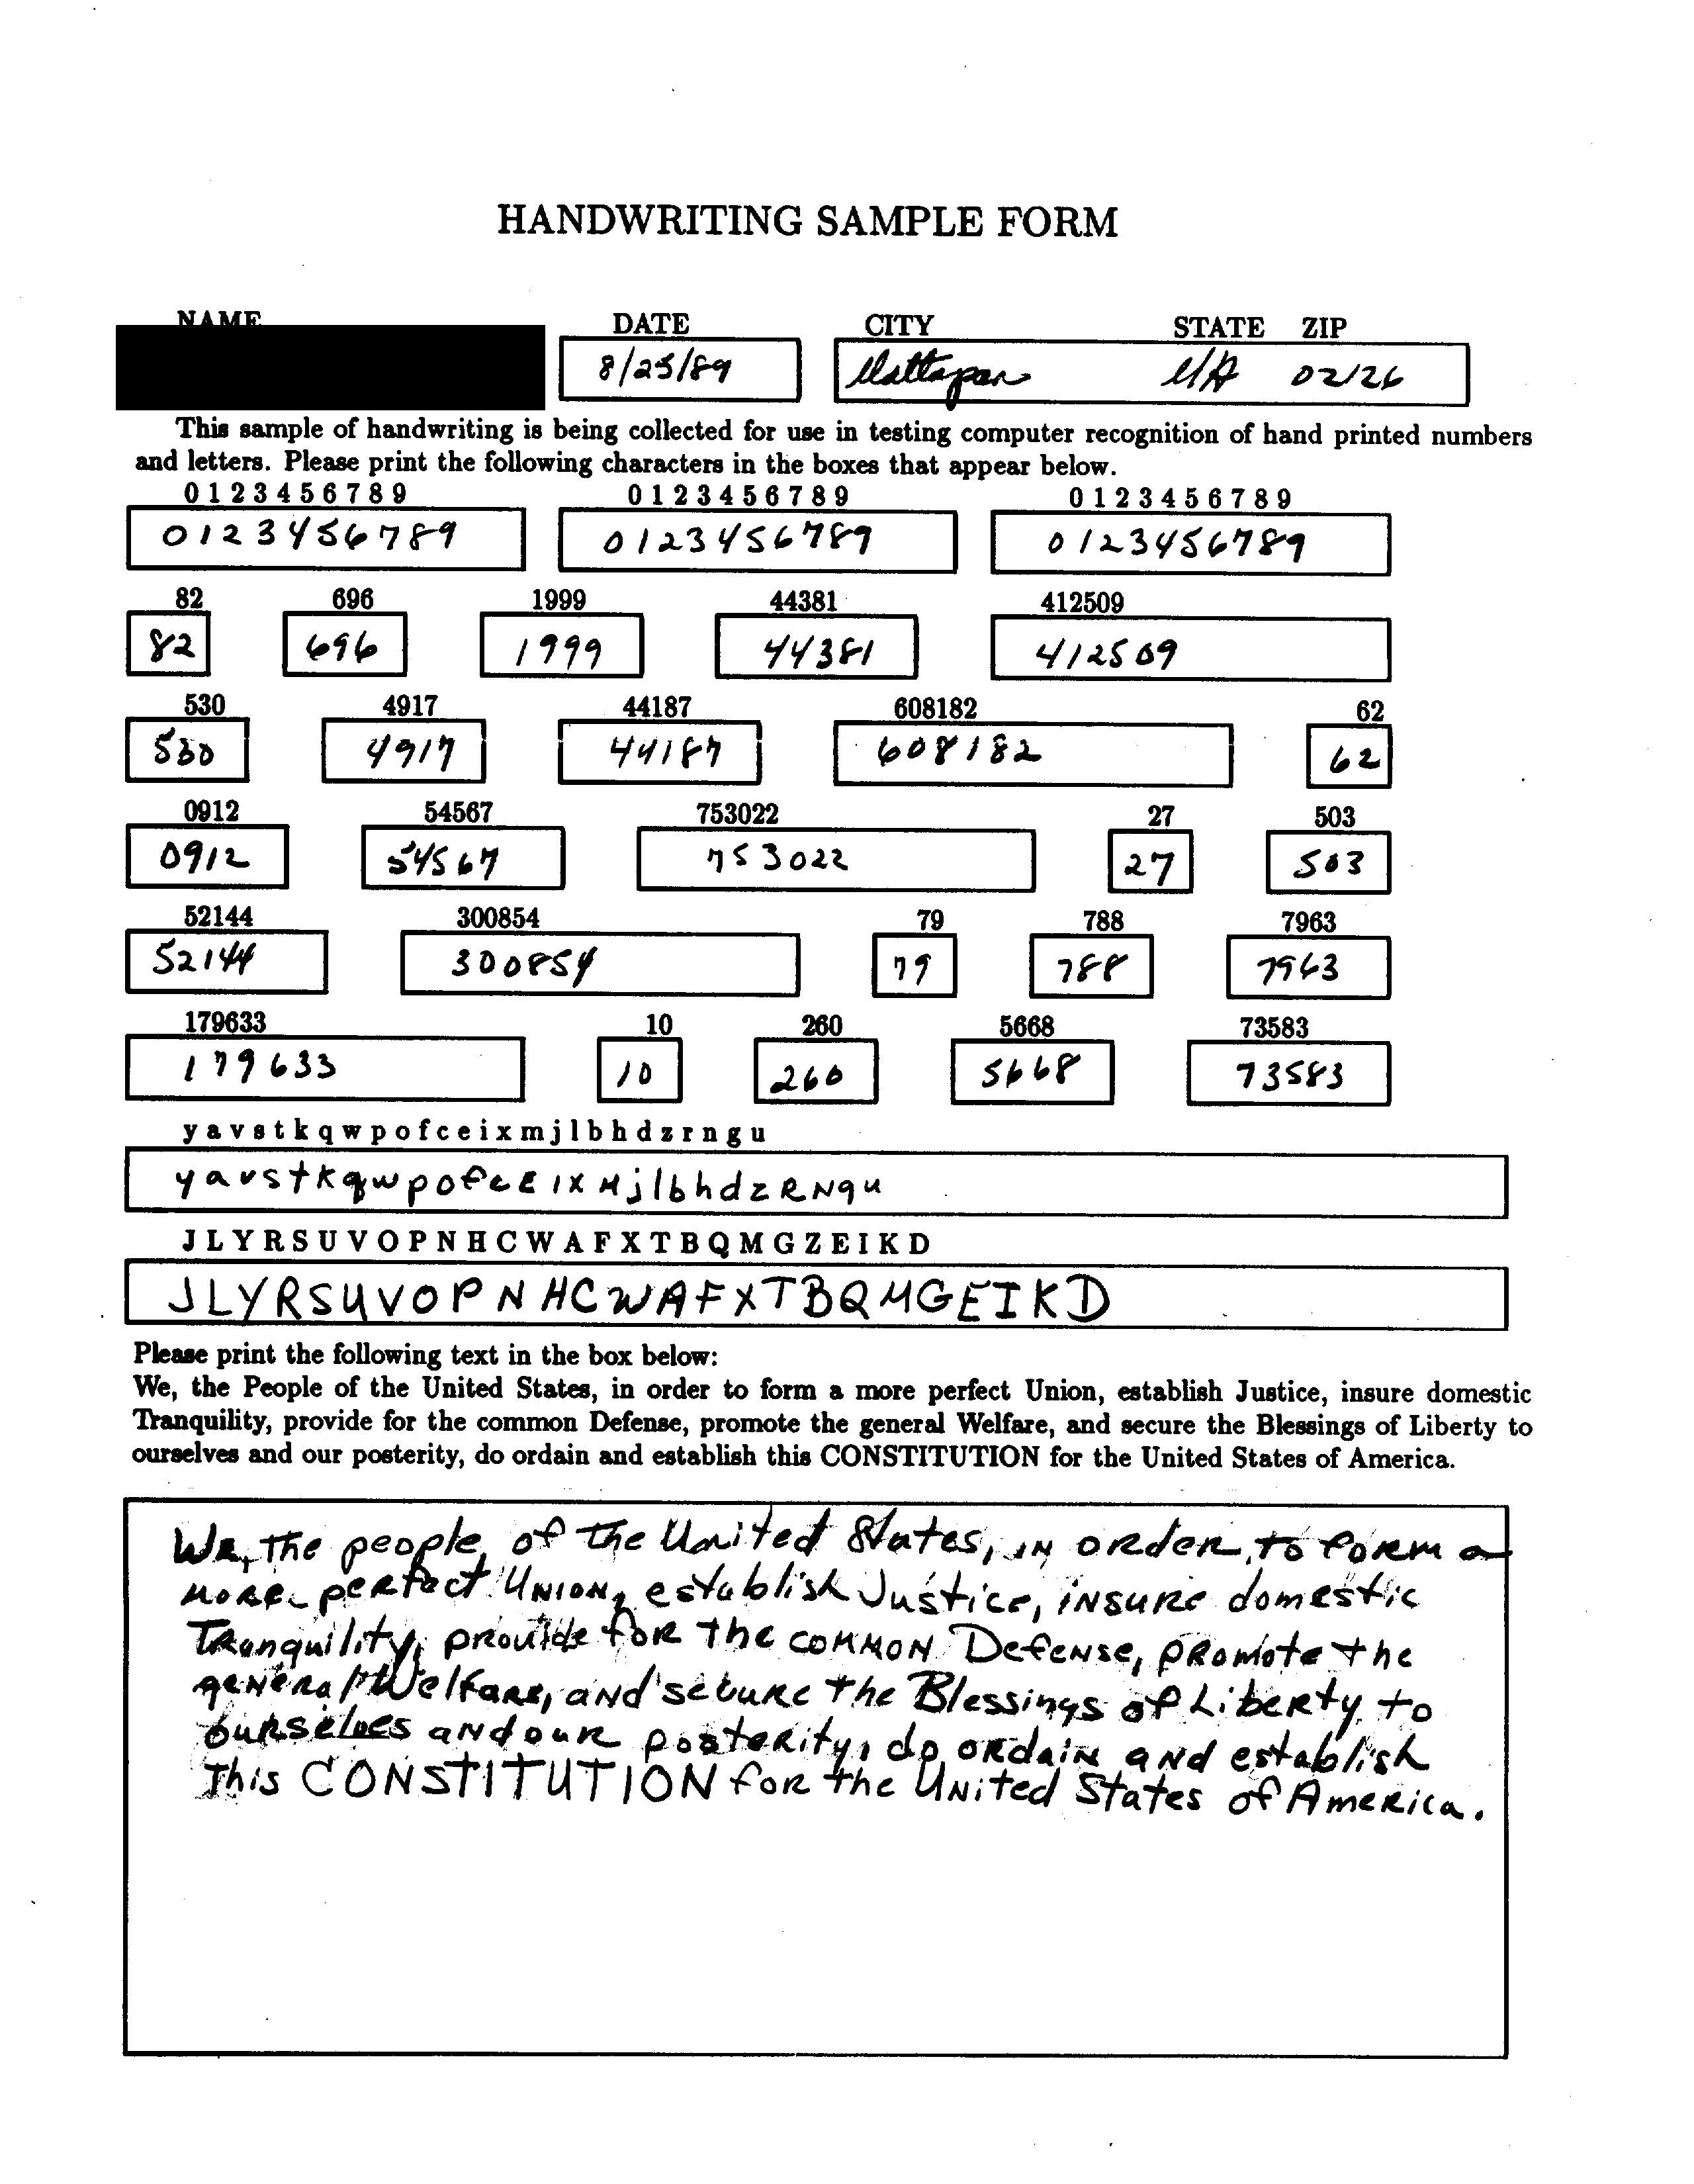 HANDWRITING SAMPLE FORM
NAME DATE CITY STATE ZIP
8/25/89 Mattapan MA 02126
This sample of handwriting is being collected for use in testing computer recognition of hand printed numbers
and letters. Please print the following characters in the boxes that appear below.
0 1 2 3 4 5 6 7 8 9 0 1 2 3 4 5 6 7 8 9 0 1 2 3 4 5 6 7 8 9
0123456789 0123456789 0123456789
82 696 1999 44381 412509
82 696 1999 44381 412509
530 4917 44187 608182 62
530 4917 44187 608182 62
0912 54567 753022 27 503
0912 54567 753022 27 503
52144 300854 79 788 7963
52144 300854 79 788 7963
179633 10 260 5668 73583
179633 10 260 5668 73583
y a v s t k q w p o f c e i x m j l b h d z r n g u
yavstkqwpofcEIXMjlbhdzRNgu
J L Y R S U V O P N H C W A F X T B Q M G Z E I K D
JLYRSUVOPNHCWAFXTBQMGEIKD
Please print the following text in the box below:
We, the People of the United States, in order to form a more perfect Union, establish Justice, insure domestic
Tranquility, provide for the common Defense, promote the general Welfare, and secure the Blessings of Liberty to
ourselves and our posterity, do ordain and establish this CONSTITUTION for the United States of America.
We, The people of the United States, in order to form a
more perfect Union, establish Justice, insure domestic
Tranquility, provide for the common Defense, promote the
general Welfare, and secure the Blessings of Liberty to
ourselves and our posterity, do ordain and establish
This CONSTITUTION for the United States of America.